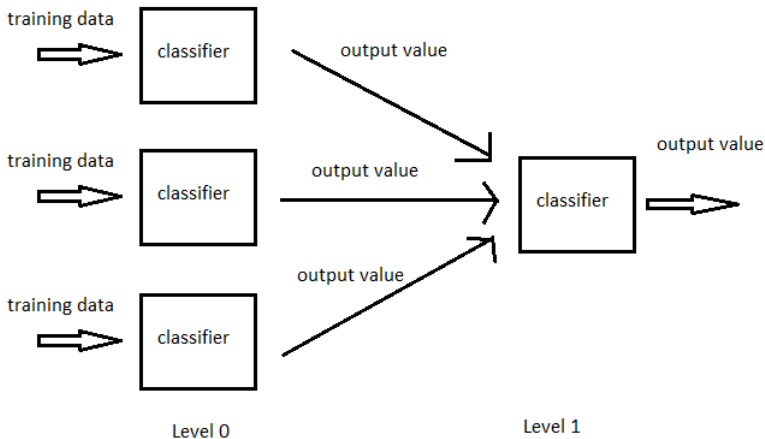 training data
classifier
output value
training data
classifier
output value
output value
classifier
output value
training data
classifier
Level 0
Level 1